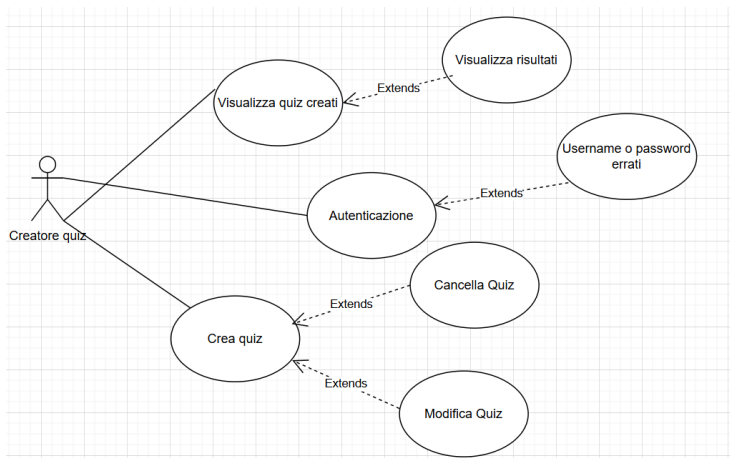 Visualizza risultati
Extends
Visualizza quiz creati
Username o password
errati
Extends
Autenticazione
Creatore quiz
Cancella Quiz
Extends
Crea quiz
Extends
Modifica Quiz